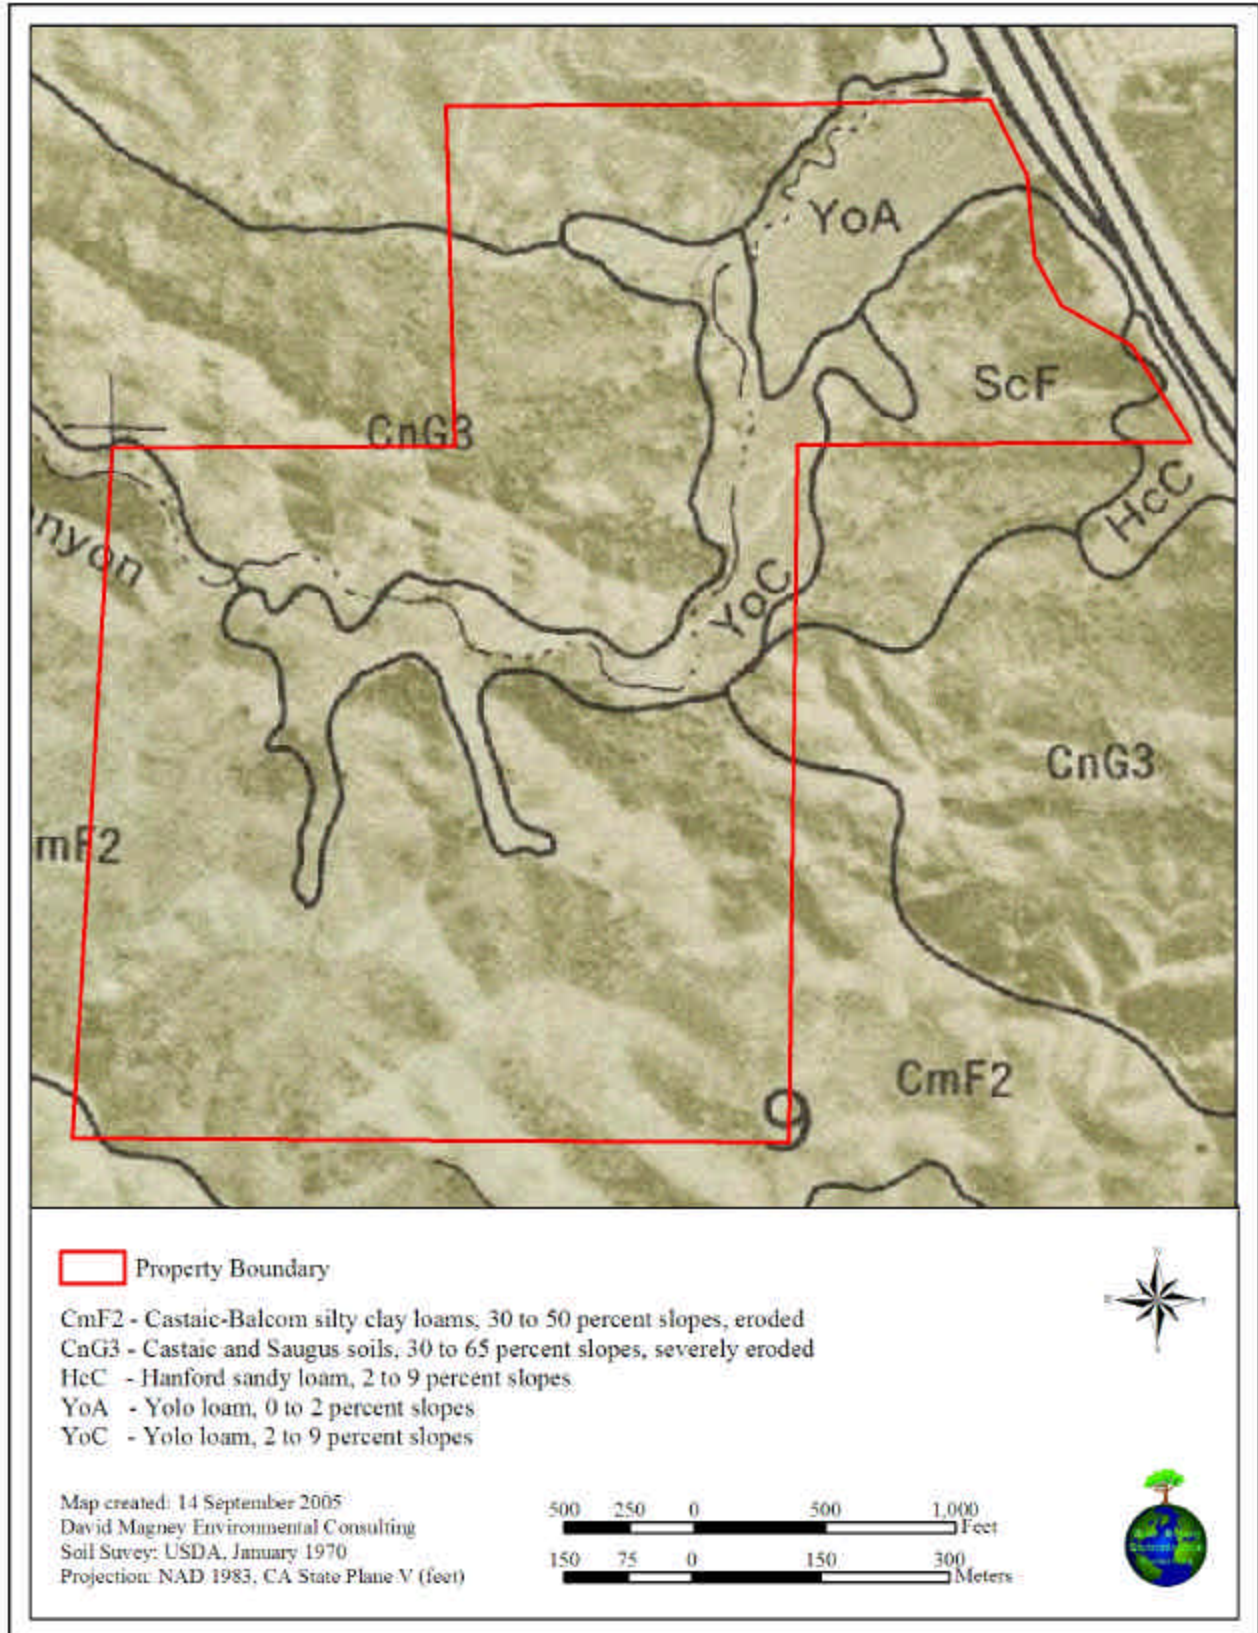 YoA
ScF
CnG3
HcC
nyon
YoC
CnG3
mF2
CmF2
9
Property Boundary
CmF2 - Castaic-Balcom silty clay loams, 30 to 50 percent slopes, eroded
CnG3 - Castaic and Saugus soils, 30 to 65 percent slopes, severely eroded
HcC - Hanford sandy loam, 2 to 9 percent slopes
YoA - Yolo loam, 0 to 2 percent slopes
YoC - Yolo loam, 2 to 9 percent slopes
Map created: 14 September 2005
David Magney Environmental Consulting
Soil Suvey: USDA, January 1970
Projection: NAD 1983, CA State Plane V (feet)
500 250 0 500 1,000
Feet
150 75 0 150 300
Meters